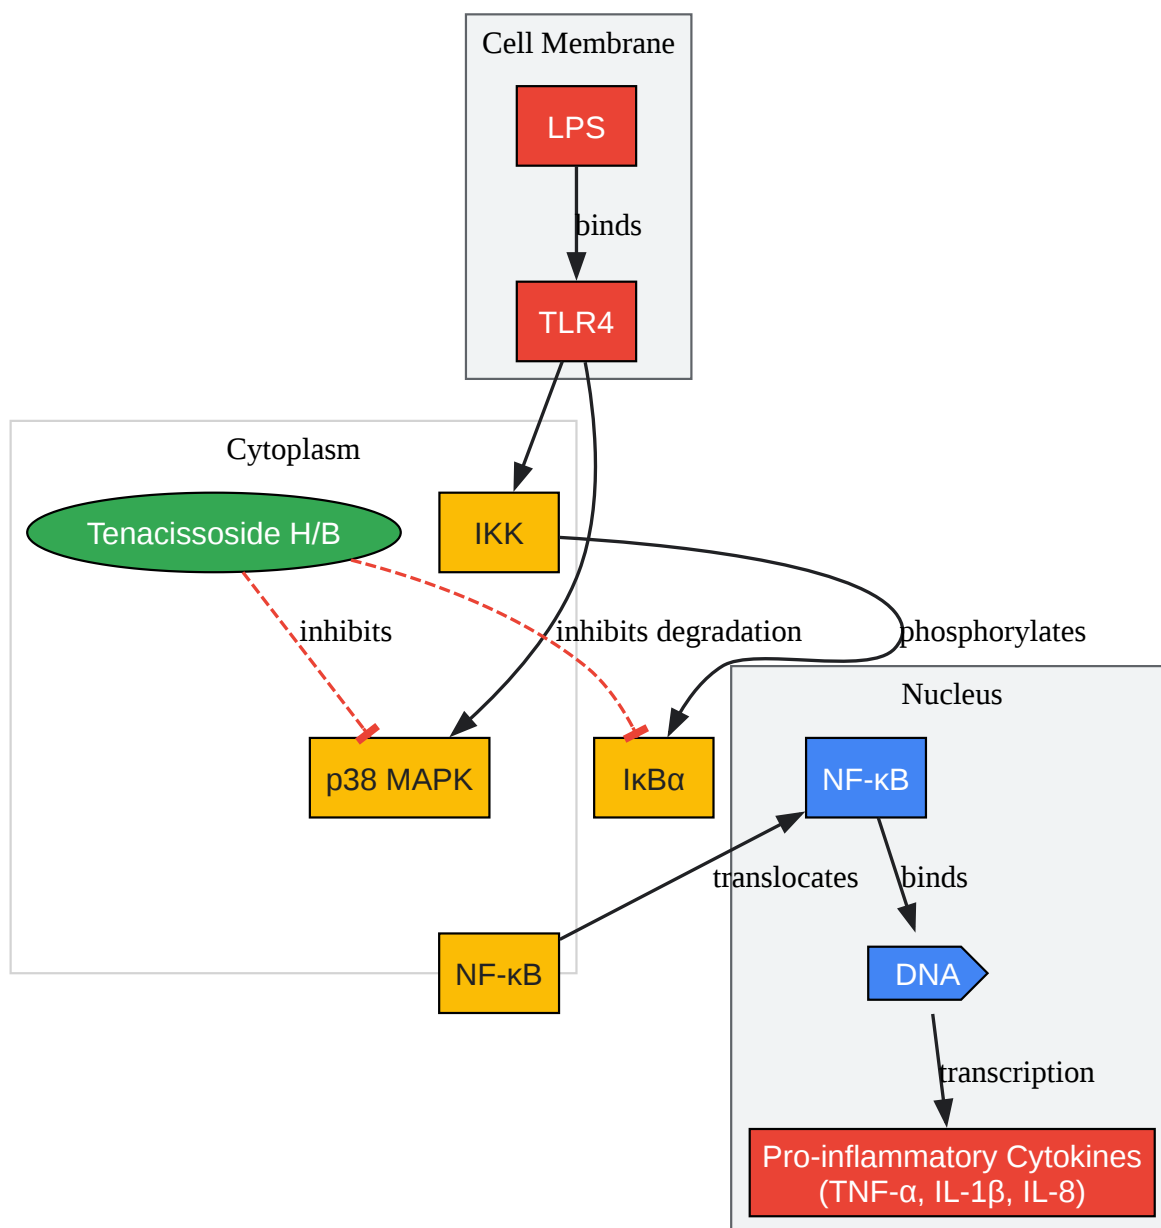 Cell Membrane
LPS
binds
TLR4
Cytoplasm
Tenacissoside H/B
IKK
inhibits
inhibits degradation
phosphorylates
Nucleus
p38 MAPK
IκBα
NF-κB
translocates
binds
NF-κB
DNA
transcription
Pro-inflammatory Cytokines
(TNF-α, IL-1β, IL-8)